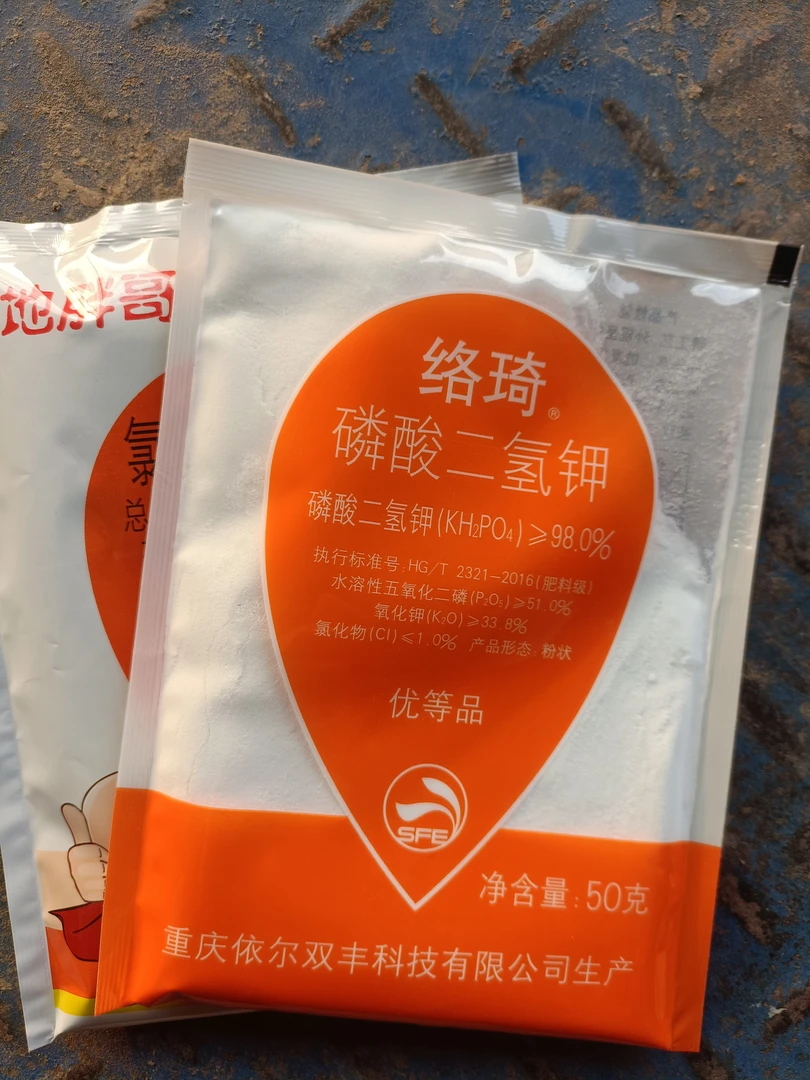 地胖哥
总
络琦®
磷酸二氢钾
磷酸二氢钾(KH₂PO₄)≥98.0%
执行标准号:HG/T 2321-2016(肥料级)
水溶性五氧化二磷(P₂O₅)≥51.0%
氧化钾(K₂O)≥33.8%
氯化物(Cl)≤1.0% 产品形态:粉状
优等品
SFE
净含量:50克
重庆依尔双丰科技有限公司生产